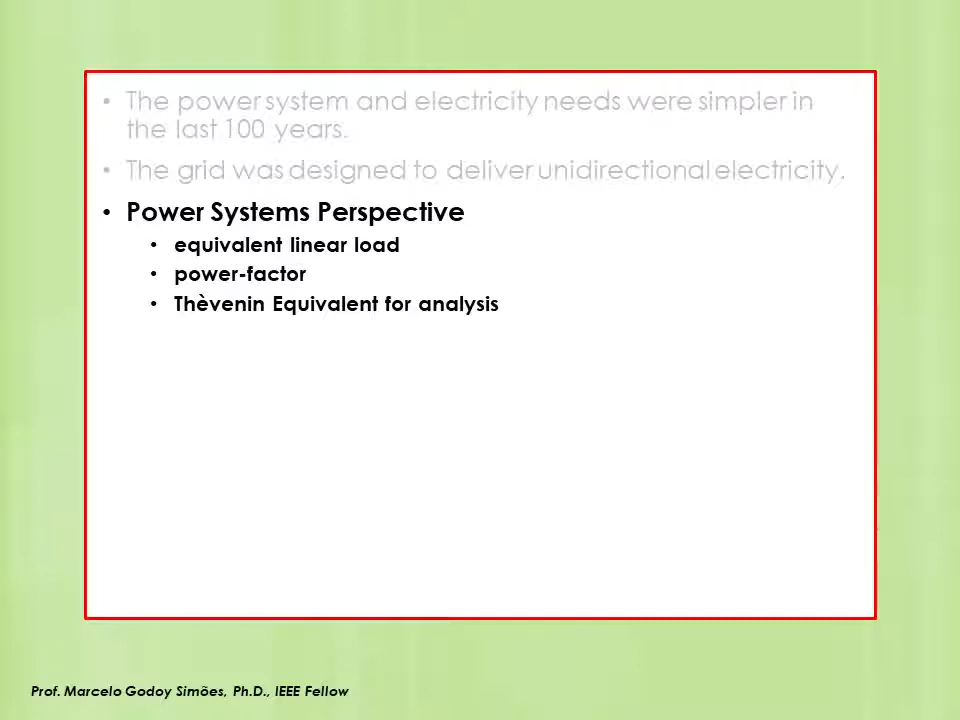 • The power system and electricity needs were simpler in
the last 100 years.
• The grid was designed to deliver unidirectional electricity.
• Power Systems Perspective
• equivalent linear load
• power-factor
• Thèvenin Equivalent for analysis
Prof. Marcelo Godoy Simões, Ph.D., IEEE Fellow